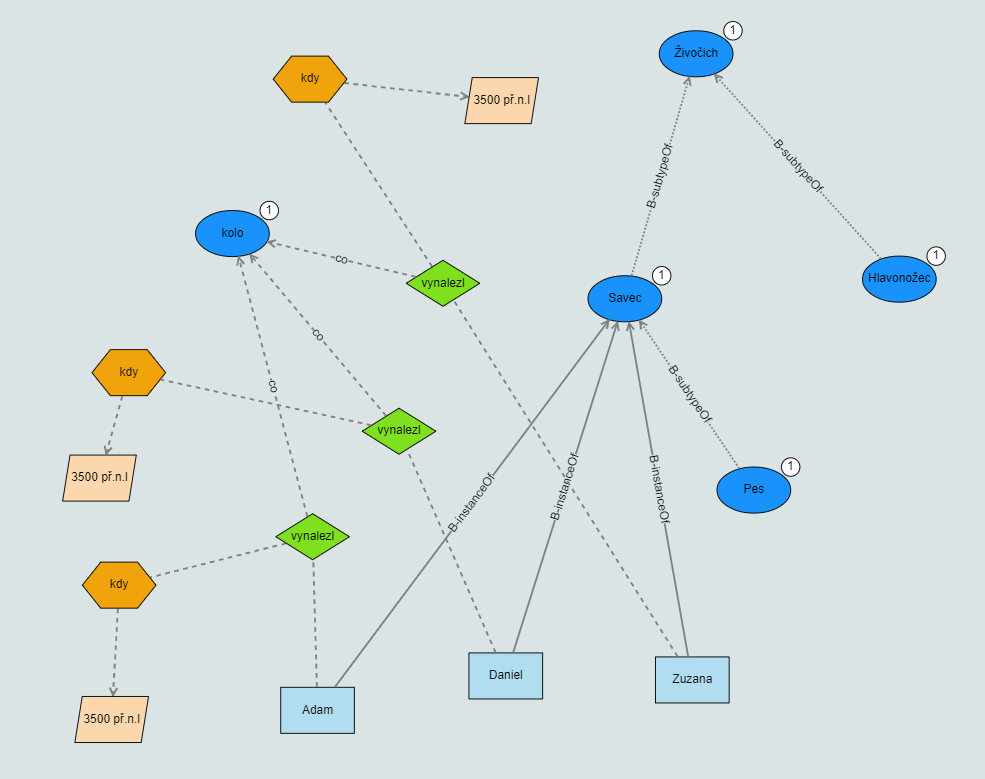 1
Živočich
kdy
3500 př.n.l
B-subtypeOf
B-subtypeOf
1
kolo
co
vynalezl
1
Savec
1
Hlavonožec
co
kdy
co
B-subtypeOf
vynalezl
1
Pes
3500 př.n.l
B-instanceOf
B-instanceOf
B-instanceOf
vynalezl
kdy
Daniel
Zuzana
Adam
3500 př.n.l